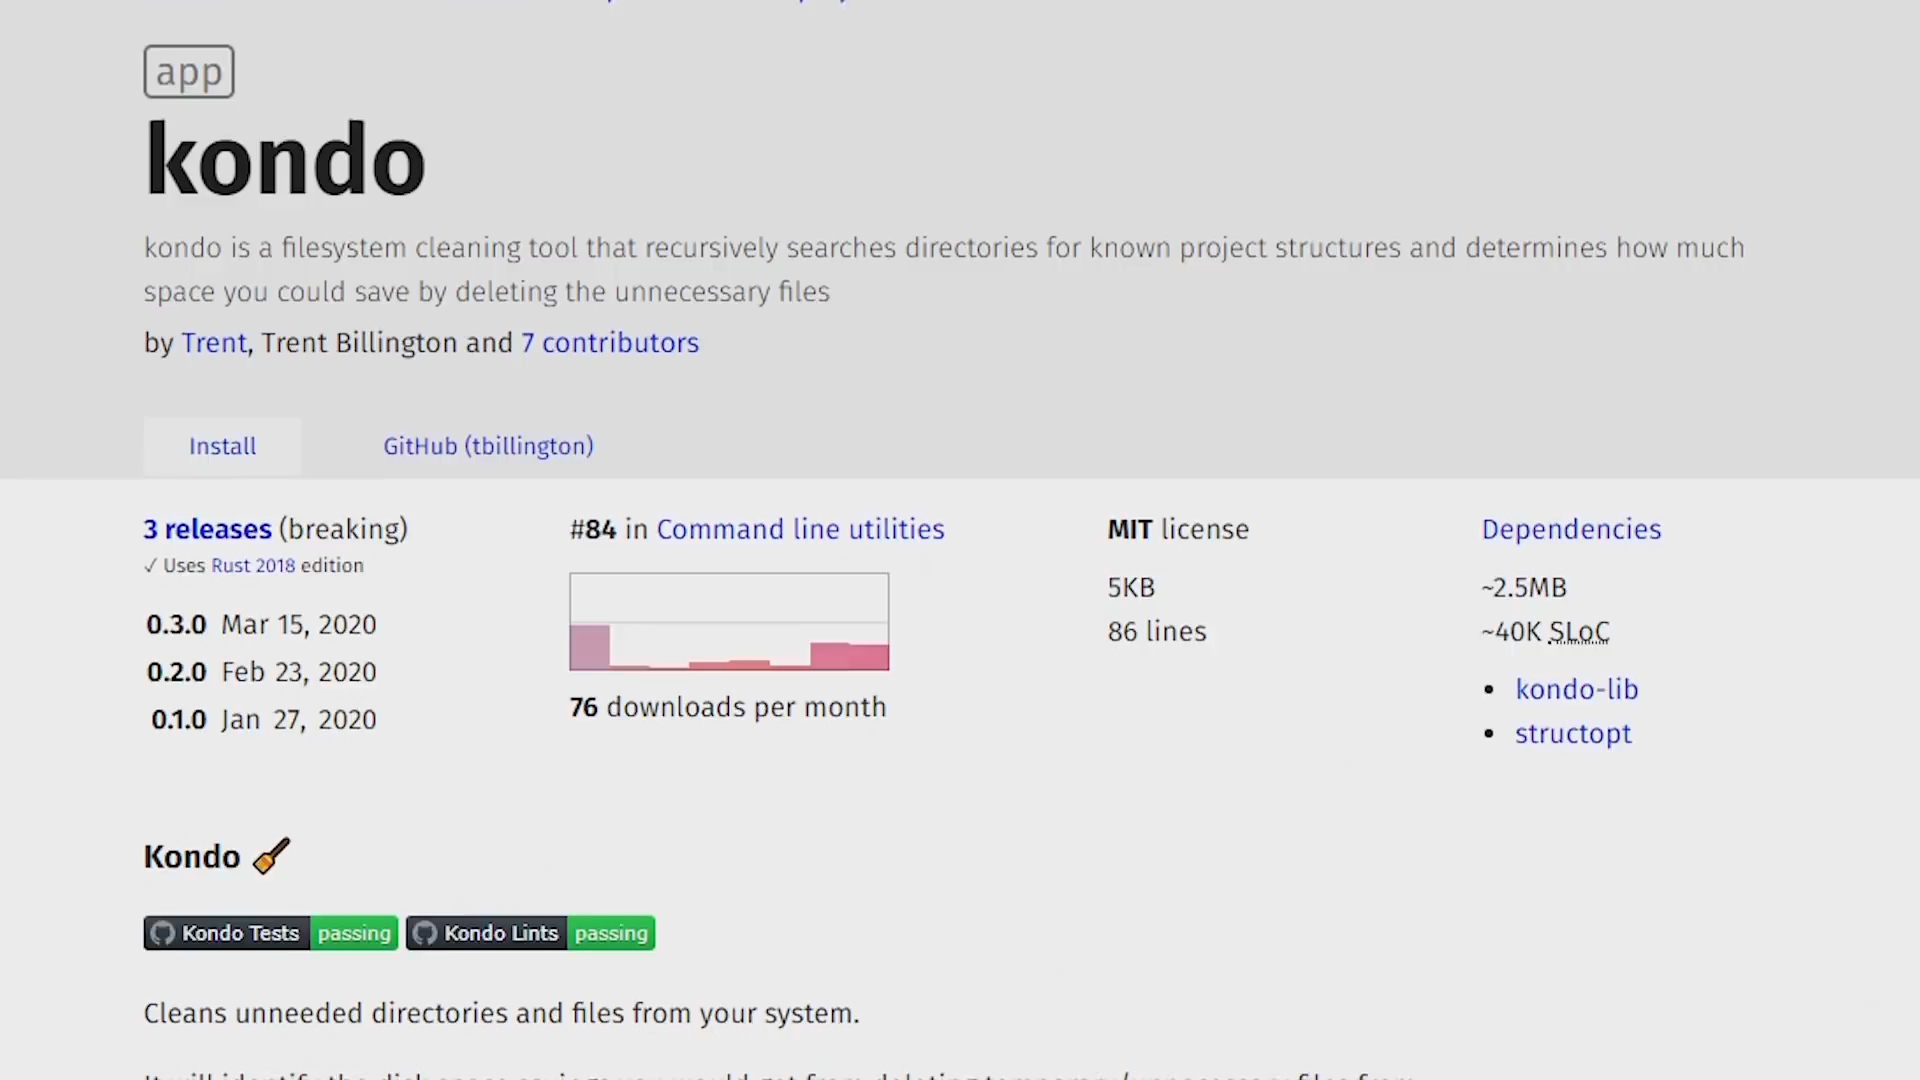 app
kondo
kondo is a filesystem cleaning tool that recursively searches directories for known project structures and determines how much
space you could save by deleting the unnecessary files
by Trent, Trent Billington and 7 contributors
Install
GitHub (tbillington)
3 releases (breaking)
✓ Uses Rust 2018 edition
0.3.0 Mar 15, 2020
0.2.0 Feb 23, 2020
0.1.0 Jan 27, 2020
#84 in Command line utilities
76 downloads per month
MIT license
5KB
86 lines
Dependencies
~2.5MB
~40K SLoC
• kondo-lib
• structopt
Kondo
Kondo Tests passing
Kondo Lints passing
Cleans unneeded directories and files from your system.